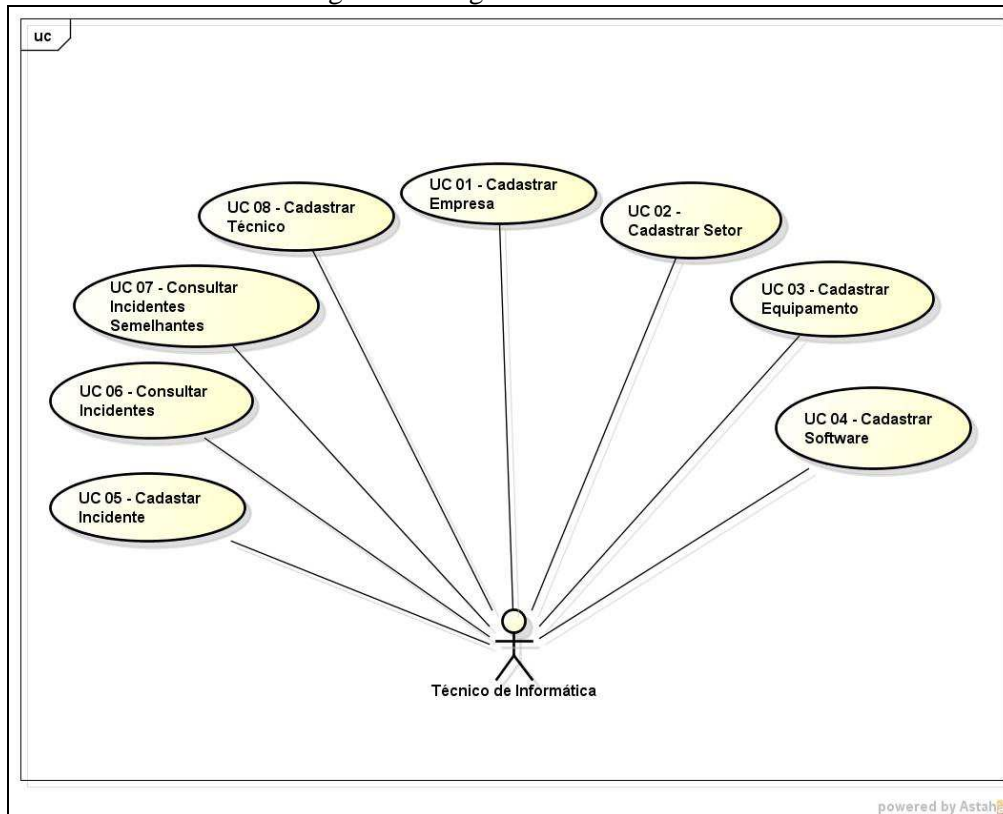 uc
UC 01 - Cadastrar
Empresa
UC 08 - Cadastrar
Técnico
UC 02 -
Cadastrar Setor
UC 07 - Consultar
Incidentes
Semelhantes
UC 03 - Cadastrar
Equipamento
UC 06 - Consultar
Incidentes
UC 04 - Cadastrar
Software
UC 05 - Cadastar
Incidente
Técnico de Informática
powered by Astah